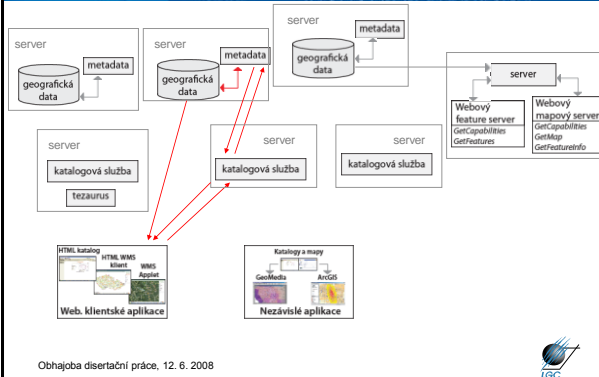 server
metadata
geografická
data
server
metadata
geografická
data
server
metadata
geografická
data
server
Webový
feature server
GetCapabilities
GetFeatures
Webový
mapový server
GetCapabilities
GetMap
GetFeatureInfo
server
katalogová služba
tezaurus
server
katalogová služba
server
katalogová služba
HTML katalog
HTML WMS
klient
WMS
Applet
Web. klientské aplikace
Katalogy a mapy
GeoMedia
ArcGIS
Nezávislé aplikace
Obhajoba disertační práce, 12. 6. 2008
LGC